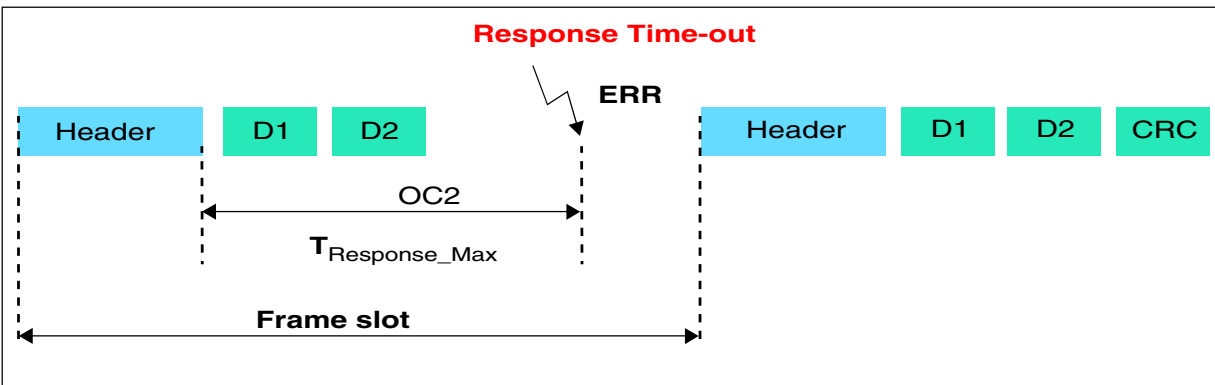 Response Time-out
ERR
Header D1 D2 Header D1 D2 CRC
OC2
TResponse_Max
Frame slot